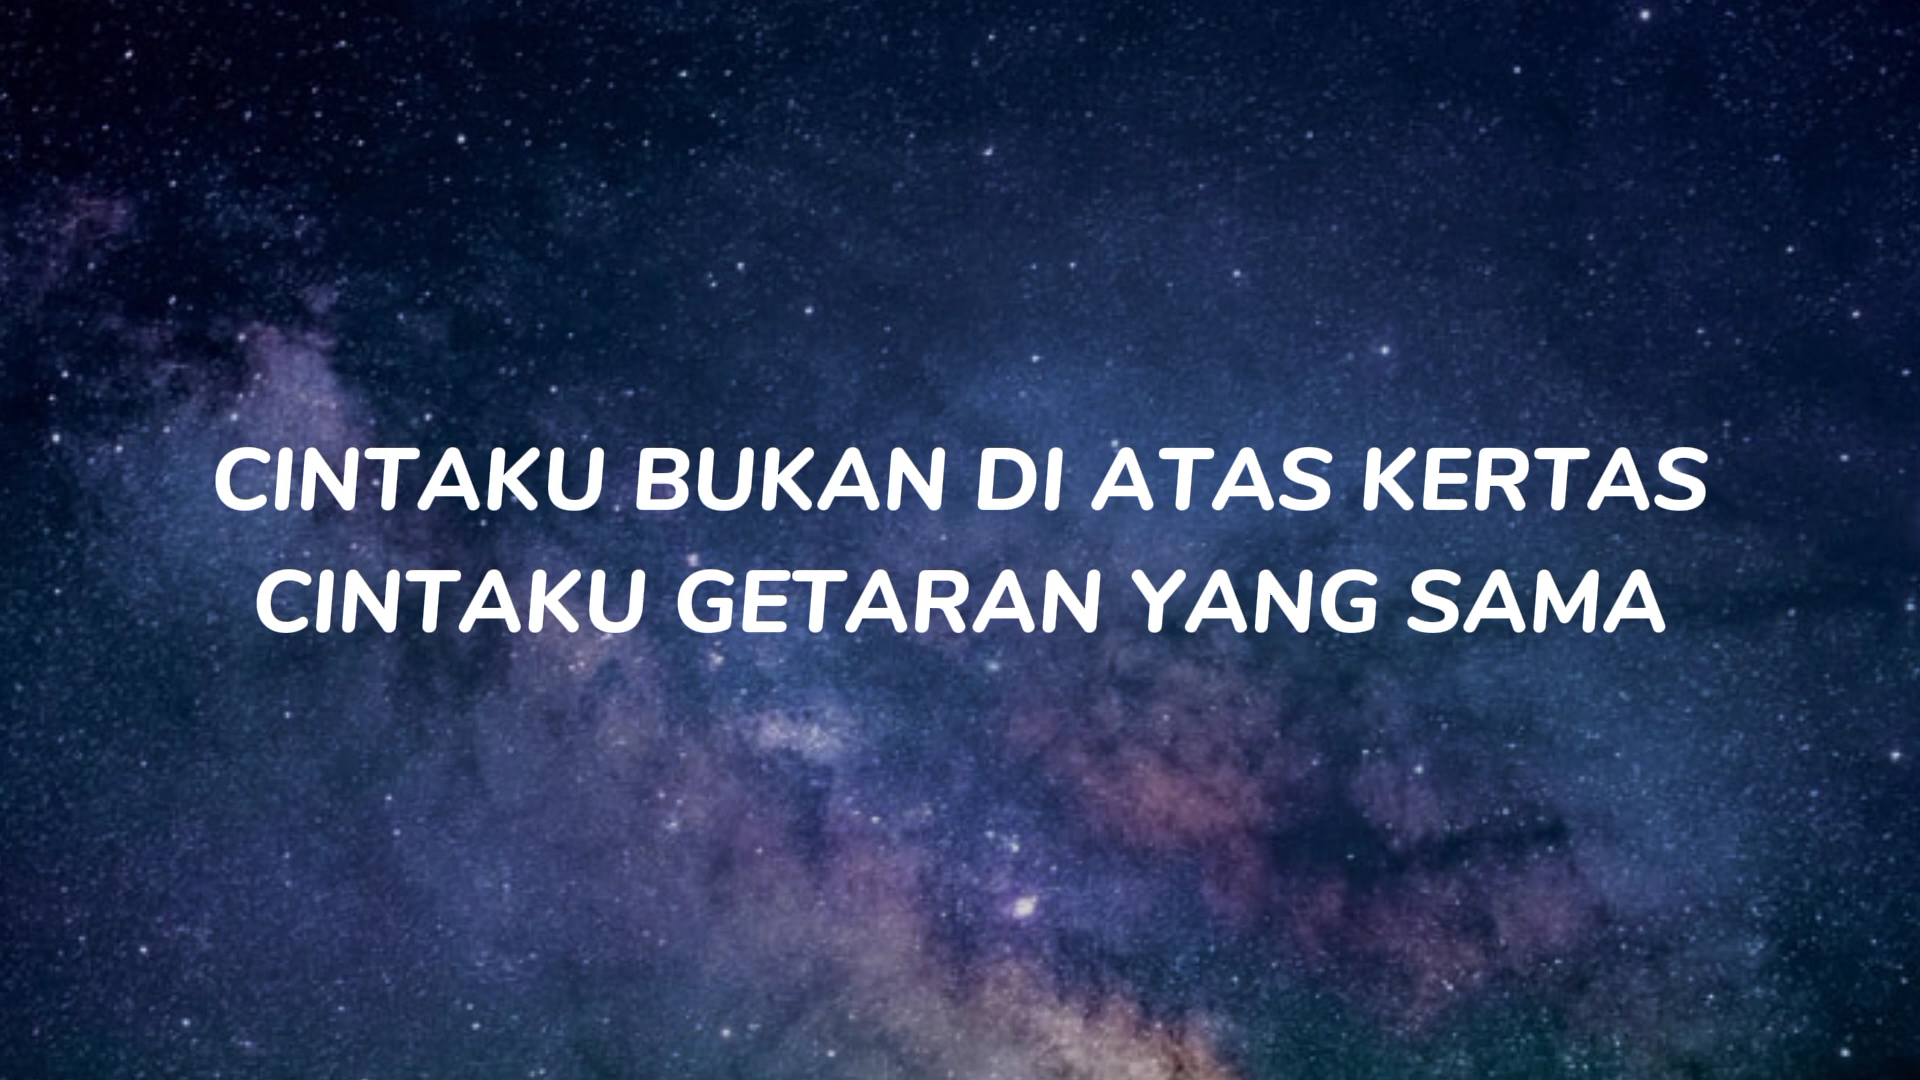 CINTAKU BUKAN DI ATAS KERTAS
CINTAKU GETARAN YANG SAMA